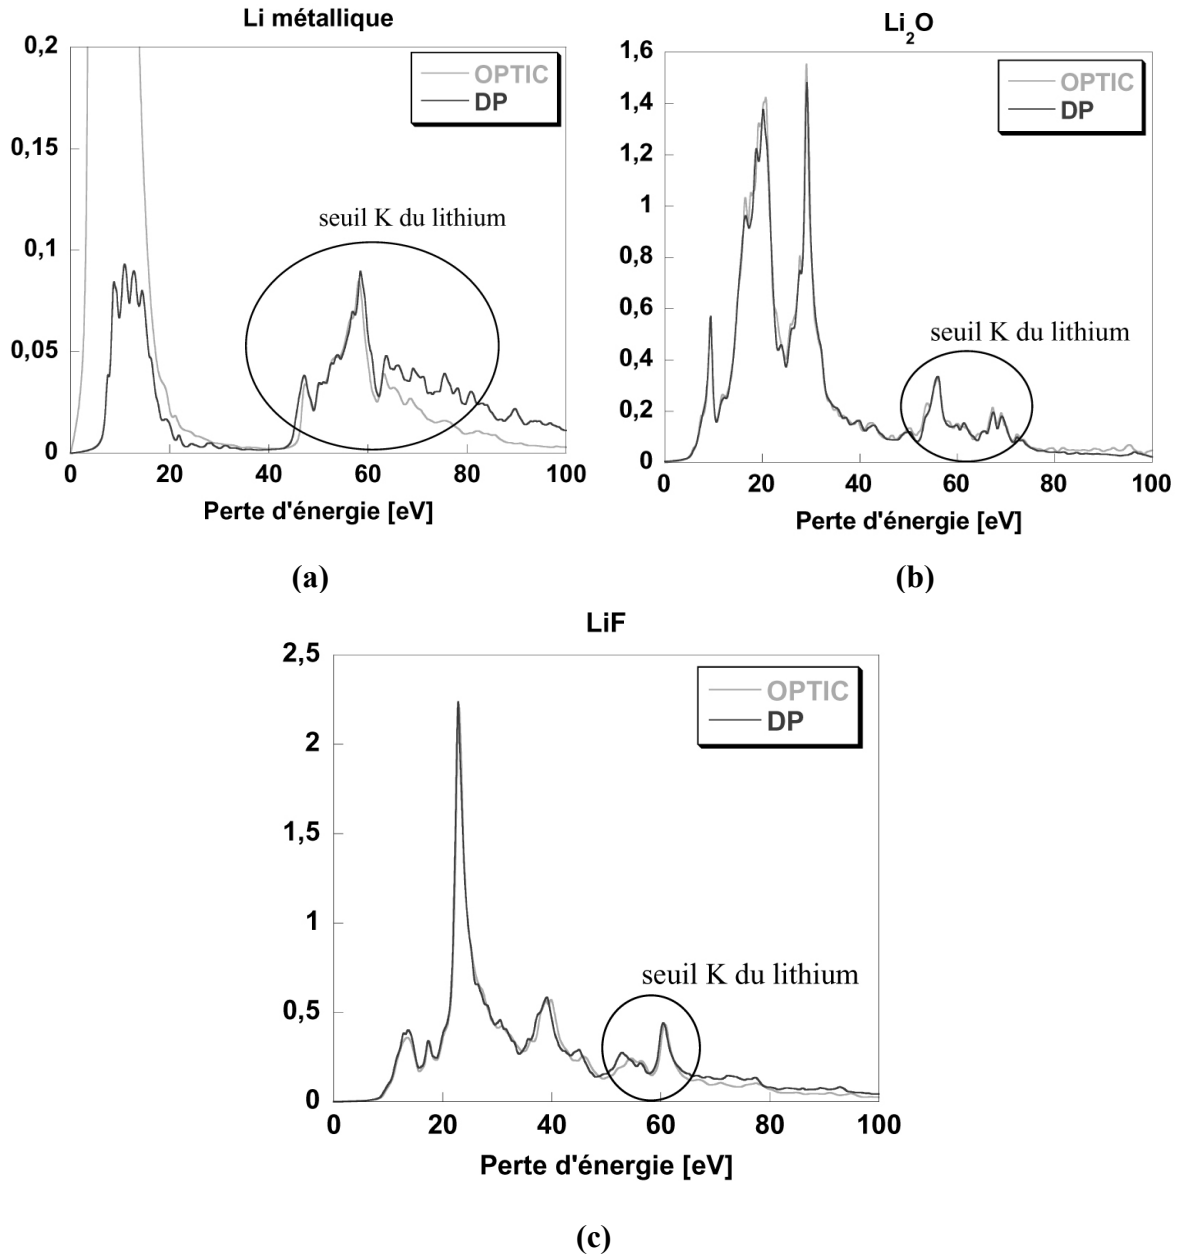 Li métallique
0,2
0,15
0,1
0,05
0
OPTIC
DP
seuil K du lithium
0 20 40 60 80 100
Perte d'énergie [eV]
(a)
Li2O
1,6
1,4
1,2
1
0,8
0,6
0,4
0,2
0
OPTIC
DP
seuil K du lithium
0 20 40 60 80 100
Perte d'énergie [eV]
(b)
LiF
2,5
2
1,5
1
0,5
0
OPTIC
DP
seuil K du lithium
0 20 40 60 80 100
Perte d'énergie [eV]
(c)